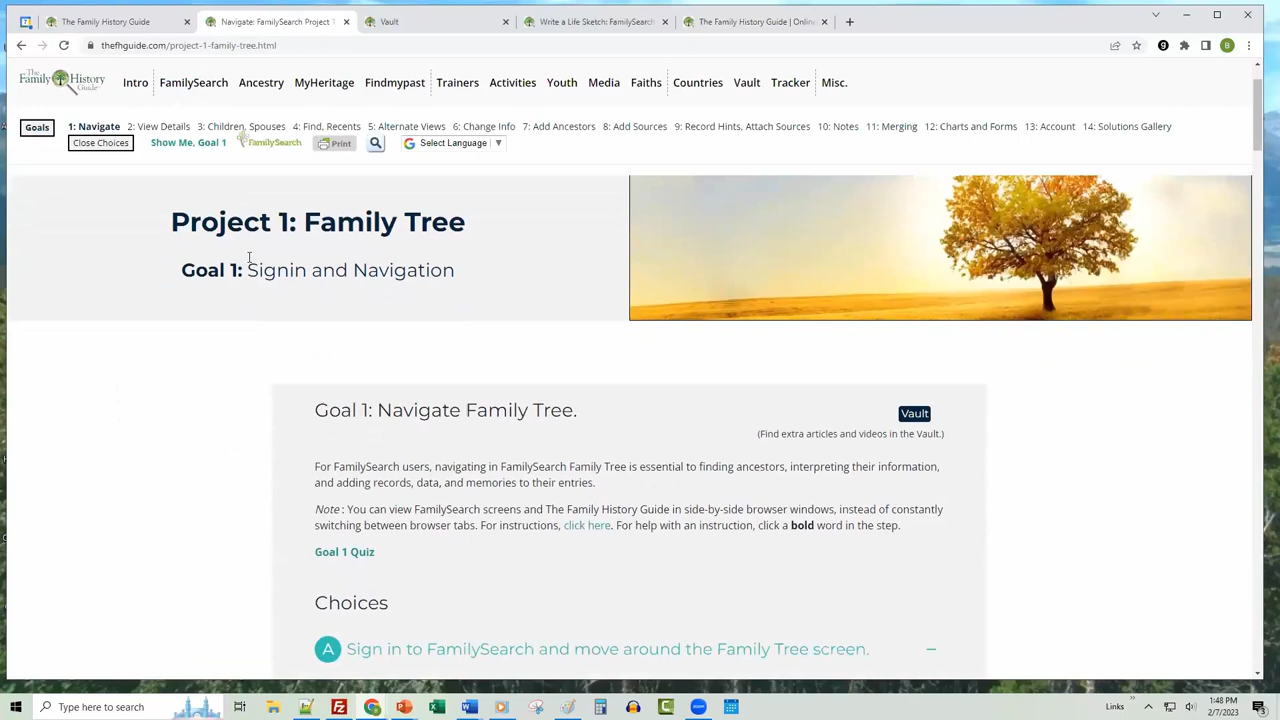 The Family History Guide
Navigate: FamilySearch Project 1
Vault
Write a Life Sketch: FamilySearch
The Family History Guide | Online
thefhguide.com/project-1-family-tree.html
The Family History Guide
Intro FamilySearch Ancestry MyHeritage Findmypast Trainers Activities Youth Media Faiths Countries Vault Tracker Misc.
Goals 1: Navigate 2: View Details 3: Children, Spouses 4: Find, Recents 5: Alternate Views 6: Change Info 7: Add Ancestors 8: Add Sources 9: Record Hints, Attach Sources 10: Notes 11: Merging 12: Charts and Forms 13: Account 14: Solutions Gallery
Close Choices Show Me, Goal 1 FamilySearch Print Select Language
Project 1: Family Tree
Goal 1: Signin and Navigation
Goal 1: Navigate Family Tree.
Vault
(Find extra articles and videos in the Vault.)
For FamilySearch users, navigating in FamilySearch Family Tree is essential to finding ancestors, interpreting their information,
and adding records, data, and memories to their entries.
Note : You can view FamilySearch screens and The Family History Guide in side-by-side browser windows, instead of constantly
switching between browser tabs. For instructions, click here. For help with an instruction, click a bold word in the step.
Goal 1 Quiz
Choices
A Sign in to FamilySearch and move around the Family Tree screen.
Type here to search
Links
1:48 PM
2/7/2023